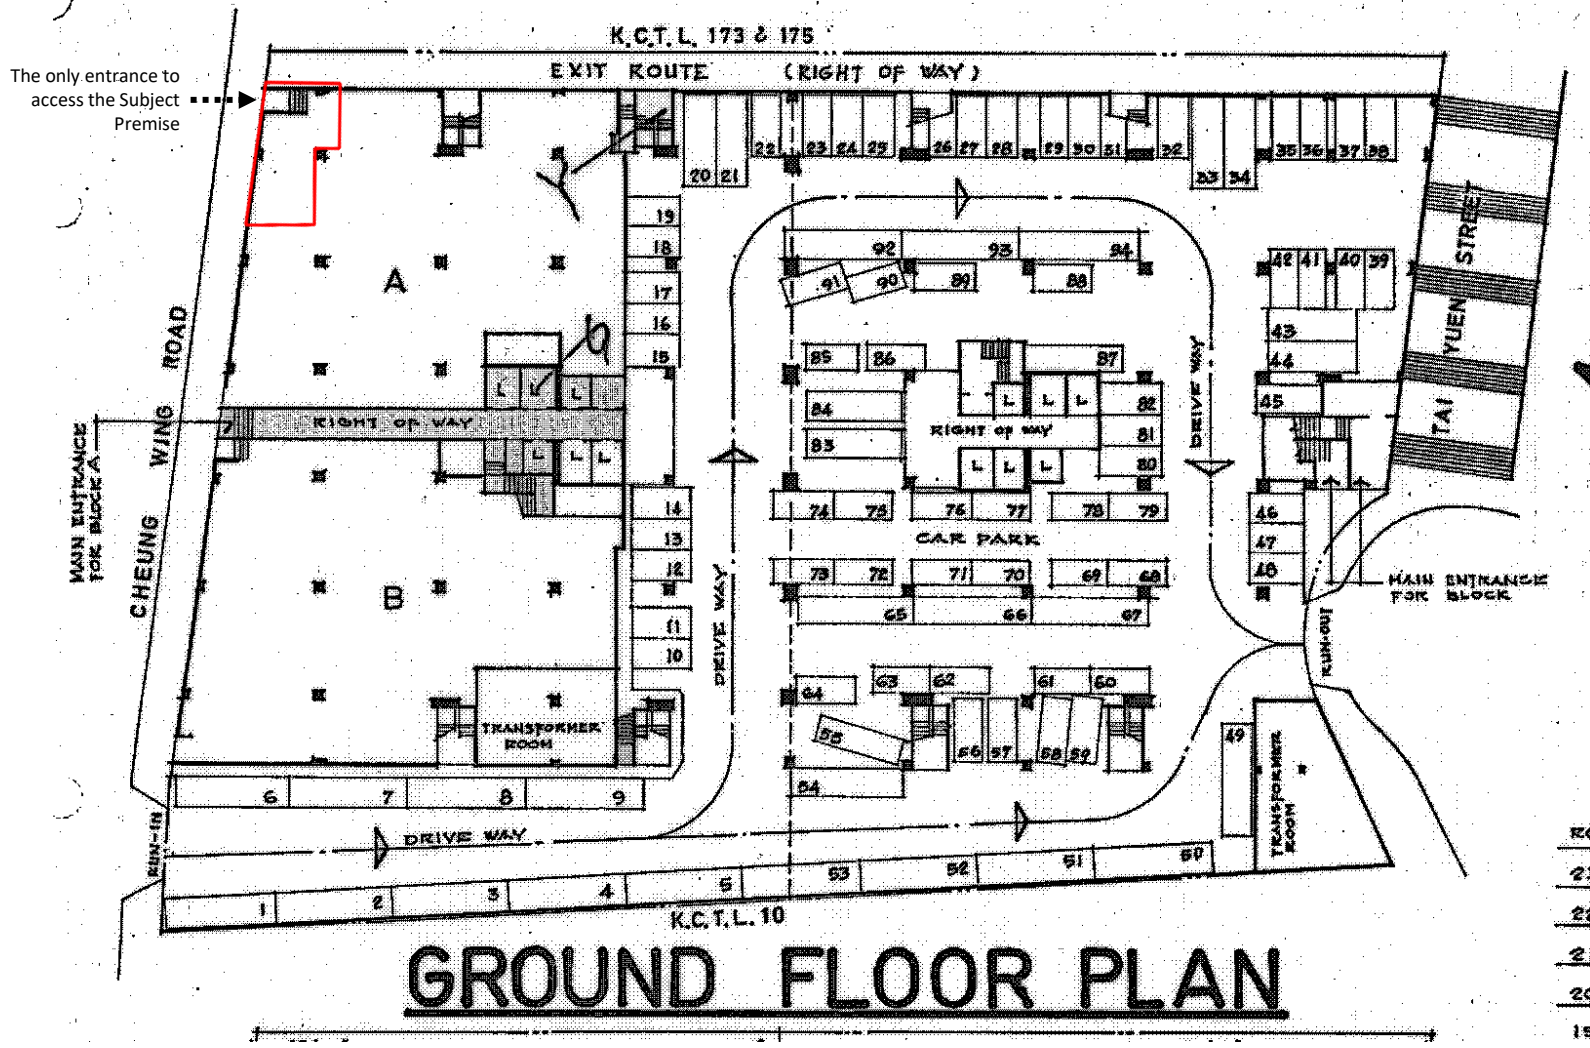 K.C.T.L. 173 & 175
EXIT ROUTE (RIGHT OF WAY)
The only entrance to
access the Subject
Premise
20 21 22 23 24 25 26 27 28 29 30 31 32 33 34 35 36 37 38
19
18
17
16
15
92 93 94
91 90 89 88
42 41 40 39
43
44
45
85 86 87
84
83
82
81
80
A
L L L
RIGHT OF WAY
7
L L L
B
L L L
RIGHT OF WAY
L L L
CHEUNG WING ROAD
MAIN ENTRANCE
FOR BLOCK A
TAI YUEN STREET
DRIVE WAY
DRIVE WAY
14
13
12
11
10
74 75 76 77 78 79
CAR PARK
73 72 71 70 69 68
65 66 67
46
47
48
MAIN ENTRANCE
FOR BLOCK
RUN-OUT
64 63 62 61 60
55 56 57 58 59
54
49
TRANSFORMER
ROOM
TRANSFORMER
ROOM
6 7 8 9
RUN-IN
DRIVE WAY
1 2 3 4 5 53 52 51 50
K.C.T.L. 10
GROUND FLOOR PLAN